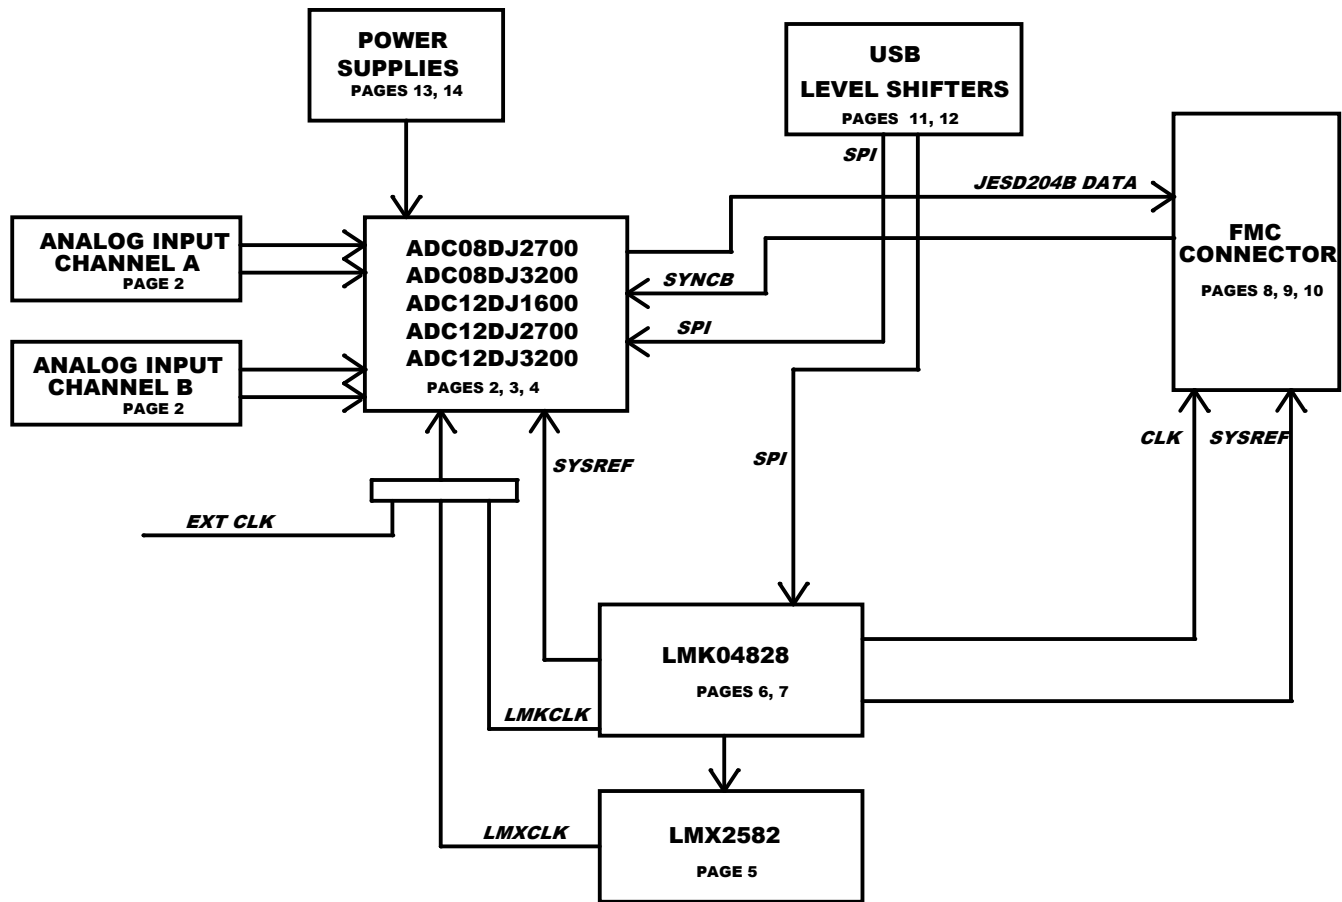 POWER
SUPPLIES
PAGES 13, 14
USB
LEVEL SHIFTERS
PAGES 11, 12
SPI
JESD204B DATA
ANALOG INPUT
CHANNEL A
PAGE 2
ADC08DJ2700
ADC08DJ3200
ADC12DJ1600
ADC12DJ2700
ADC12DJ3200
PAGES 2, 3, 4
SYNCB
SPI
FMC
CONNECTOR
PAGES 8, 9, 10
ANALOG INPUT
CHANNEL B
PAGE 2
SYSREF
SPI
CLK
SYSREF
EXT CLK
LMK04828
PAGES 6, 7
LMKCLK
LMXCLK
LMX2582
PAGE 5